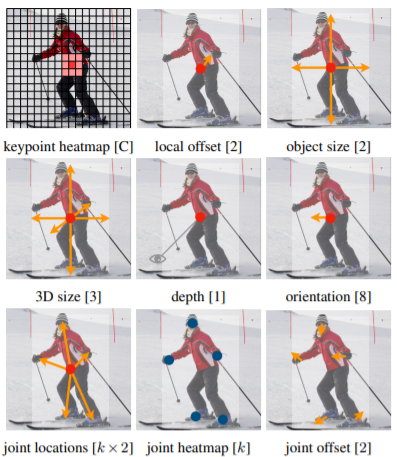 keypoint heatmap [C] local offset [2] object size [2]
3D size [3] depth [1] orientation [8]
joint locations [k × 2] joint heatmap [k] joint offset [2]